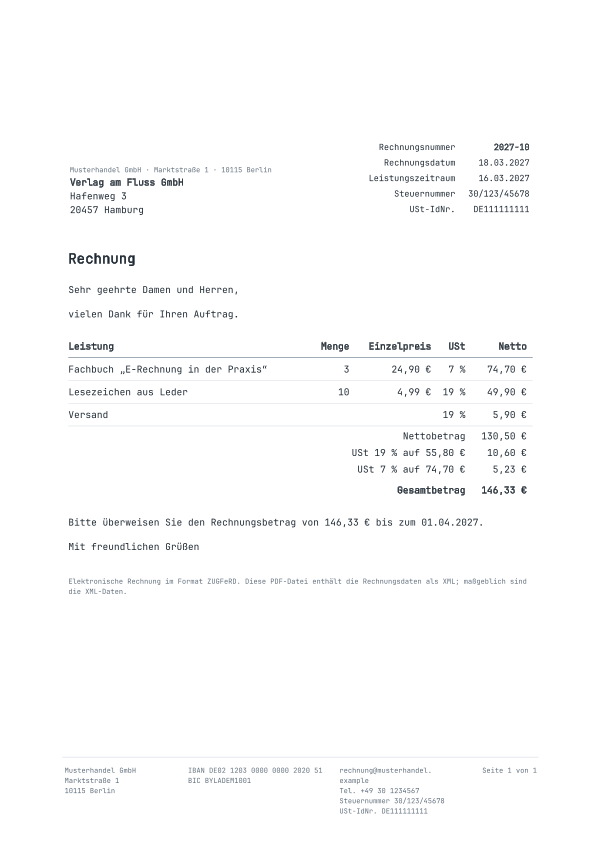 Rechnungsnummer 2027-10
Rechnungsdatum 18.03.2027
Leistungszeitraum 16.03.2027
Steuernummer 30/123/45678
USt-IdNr. DE111111111
Musterhandel GmbH · Marktstraße 1 · 10115 Berlin
Verlag am Fluss GmbH
Hafenweg 3
20457 Hamburg
Rechnung
Sehr geehrte Damen und Herren,
vielen Dank für Ihren Auftrag.
Leistung Menge Einzelpreis USt Netto
Fachbuch „E-Rechnung in der Praxis“ 3 24,90 € 7 % 74,70 €
Lesezeichen aus Leder 10 4,99 € 19 % 49,90 €
Versand 19 % 5,90 €
Nettobetrag 130,50 €
USt 19 % auf 55,80 € 10,60 €
USt 7 % auf 74,70 € 5,23 €
Gesamtbetrag 146,33 €
Bitte überweisen Sie den Rechnungsbetrag von 146,33 € bis zum 01.04.2027.
Mit freundlichen Grüßen
Elektronische Rechnung im Format ZUGFeRD. Diese PDF-Datei enthält die Rechnungsdaten als XML; maßgeblich sind
die XML-Daten.
Musterhandel GmbH
Marktstraße 1
10115 Berlin
IBAN DE02 1203 0000 0000 2020 51
BIC BYLADEM1001
rechnung@musterhandel.
example
Tel. +49 30 1234567
Steuernummer 30/123/45678
USt-IdNr. DE111111111
Seite 1 von 1